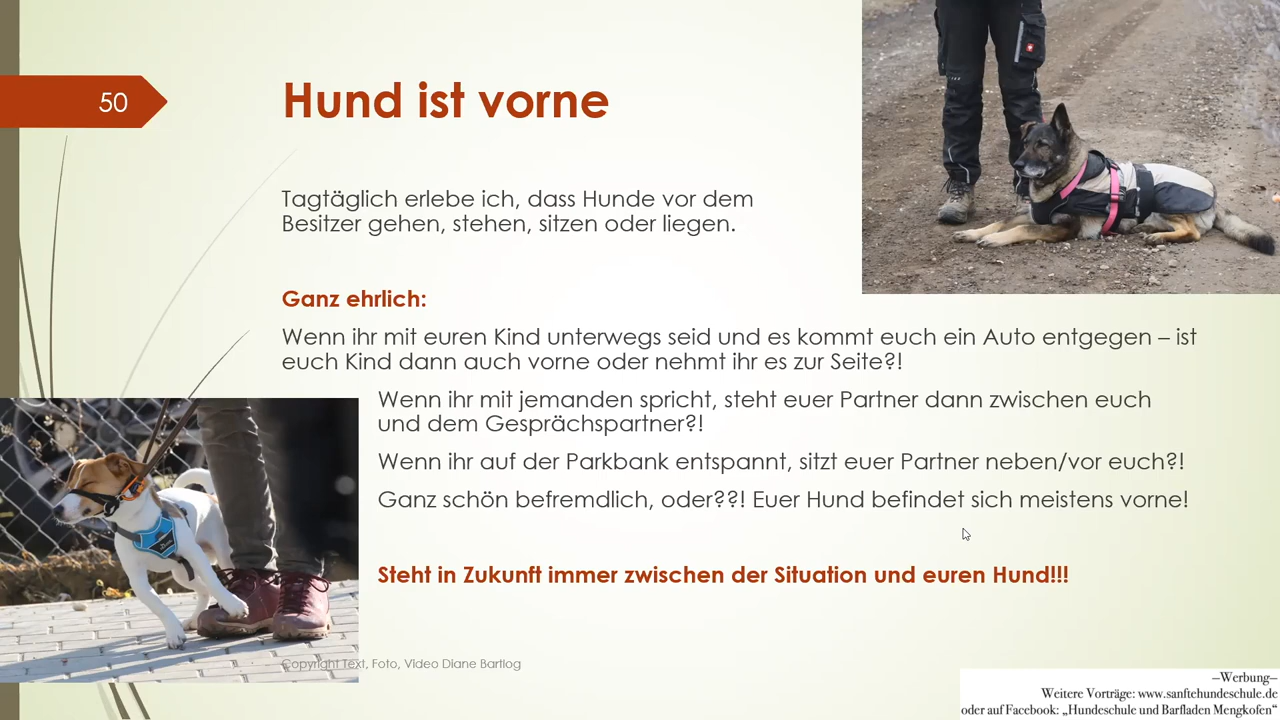 50
Hund ist vorne
Tagtäglich erlebe ich, dass Hunde vor dem
Besitzer gehen, stehen, sitzen oder liegen.
Ganz ehrlich:
Wenn ihr mit euren Kind unterwegs seid und es kommt euch ein Auto entgegen – ist
euch Kind dann auch vorne oder nehmt ihr es zur Seite?!
Wenn ihr mit jemanden spricht, steht euer Partner dann zwischen euch
und dem Gesprächspartner?!
Wenn ihr auf der Parkbank entspannt, sitzt euer Partner neben/vor euch?!
Ganz schön befremdlich, oder??! Euer Hund befindet sich meistens vorne!
Steht in Zukunft immer zwischen der Situation und euren Hund!!!
Copyright Text, Foto, Video Diane Bartlog
—Werbung—
Weitere Vorträge: www.sanftehundeschule.de
oder auf Facebook: „Hundeschule und Barfladen Mengkofen“